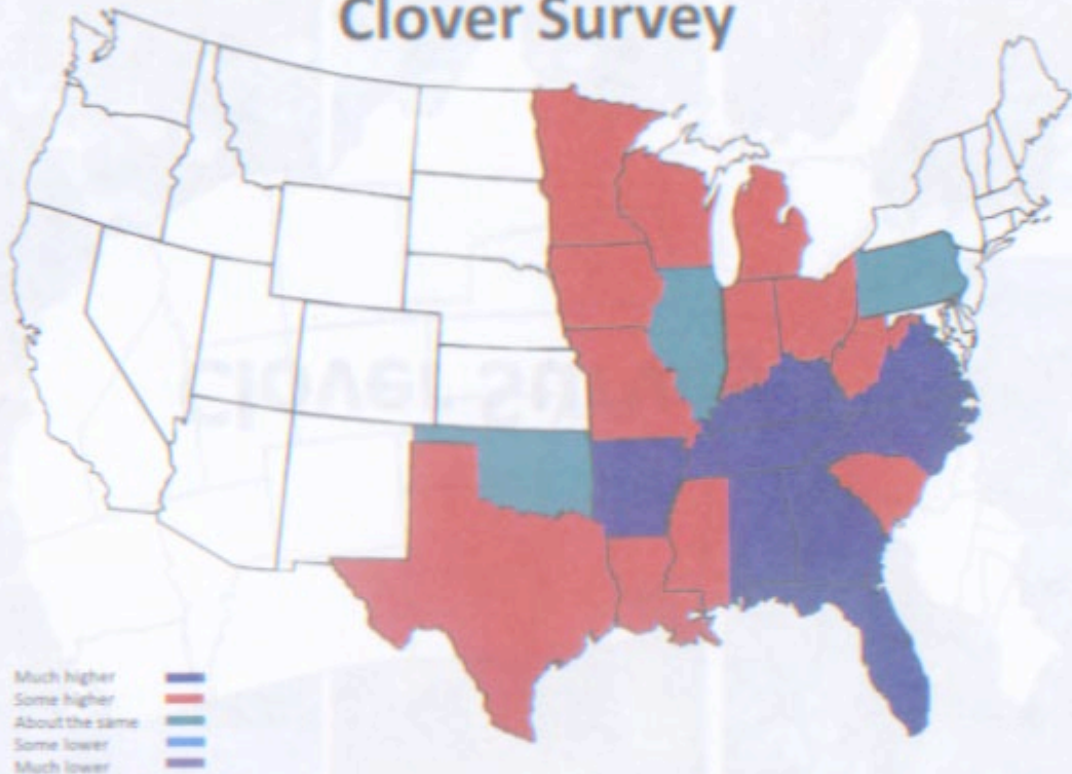 Clover Survey
Much higher
Some higher
About the same
Some lower
Much lower